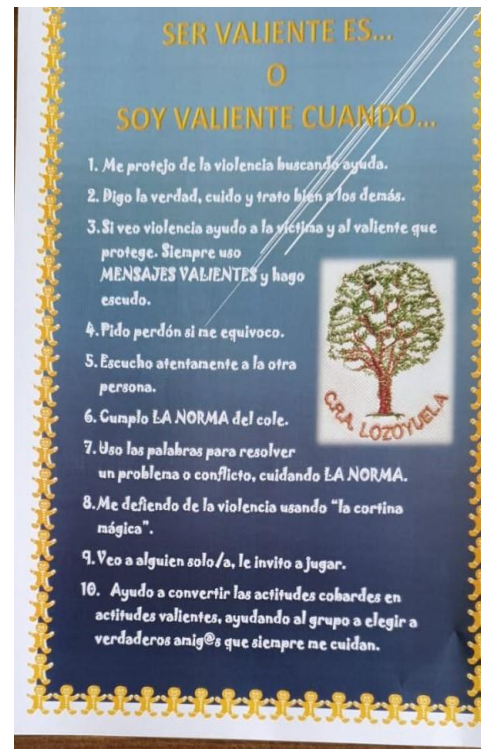 SER VALIENTE ES...
O
SOY VALIENTE CUANDO...
1. Me protejo de la violencia buscando ayuda.
2. Digo la verdad, cuido y trato bien a los demás.
3. Si veo violencia ayudo a la víctima y al valiente que
protege. Siempre uso
MENSAJES VALIENTES y hago
escudo.
4. Pido perdón si me equivoco.
5. Escucho atentamente a la otra
persona.
6. Cumplo LA NORMA del cole.
7. Uso las palabras para resolver
un problema o conflicto, cuidando LA NORMA.
8. Me defiendo de la violencia usando "la cortina
mágica".
9. Veo a alguien solo/a, le invito a jugar.
10. Ayudo a convertir las actitudes cobardes en
actitudes valientes, ayudando al grupo a elegir a
verdaderos amig@s que siempre me cuidan.
C.R.A. LOZOYUELA